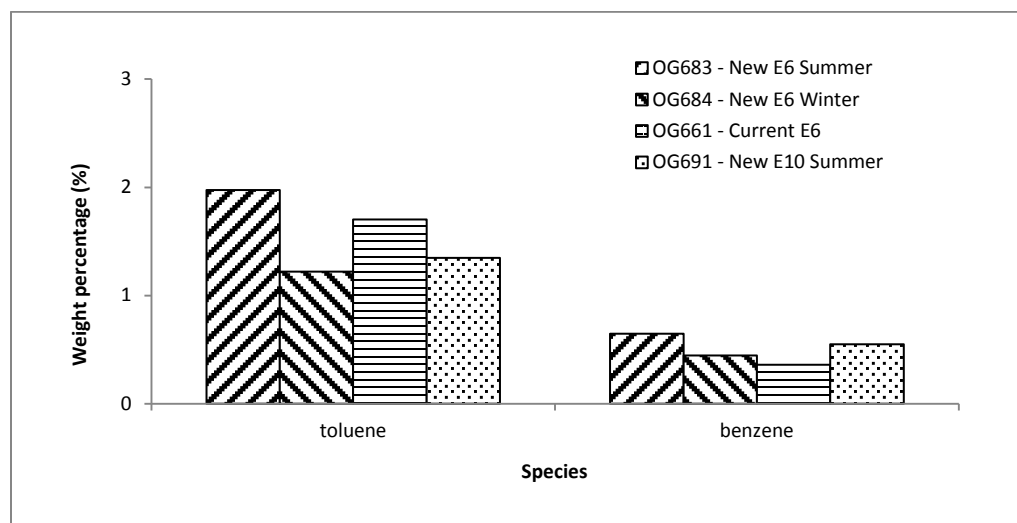 3
OG683 - New E6 Summer
OG684 - New E6 Winter
OG661 - Current E6
OG691 - New E10 Summer
2
1
0
Weight percentage (%)
toluene benzene
Species